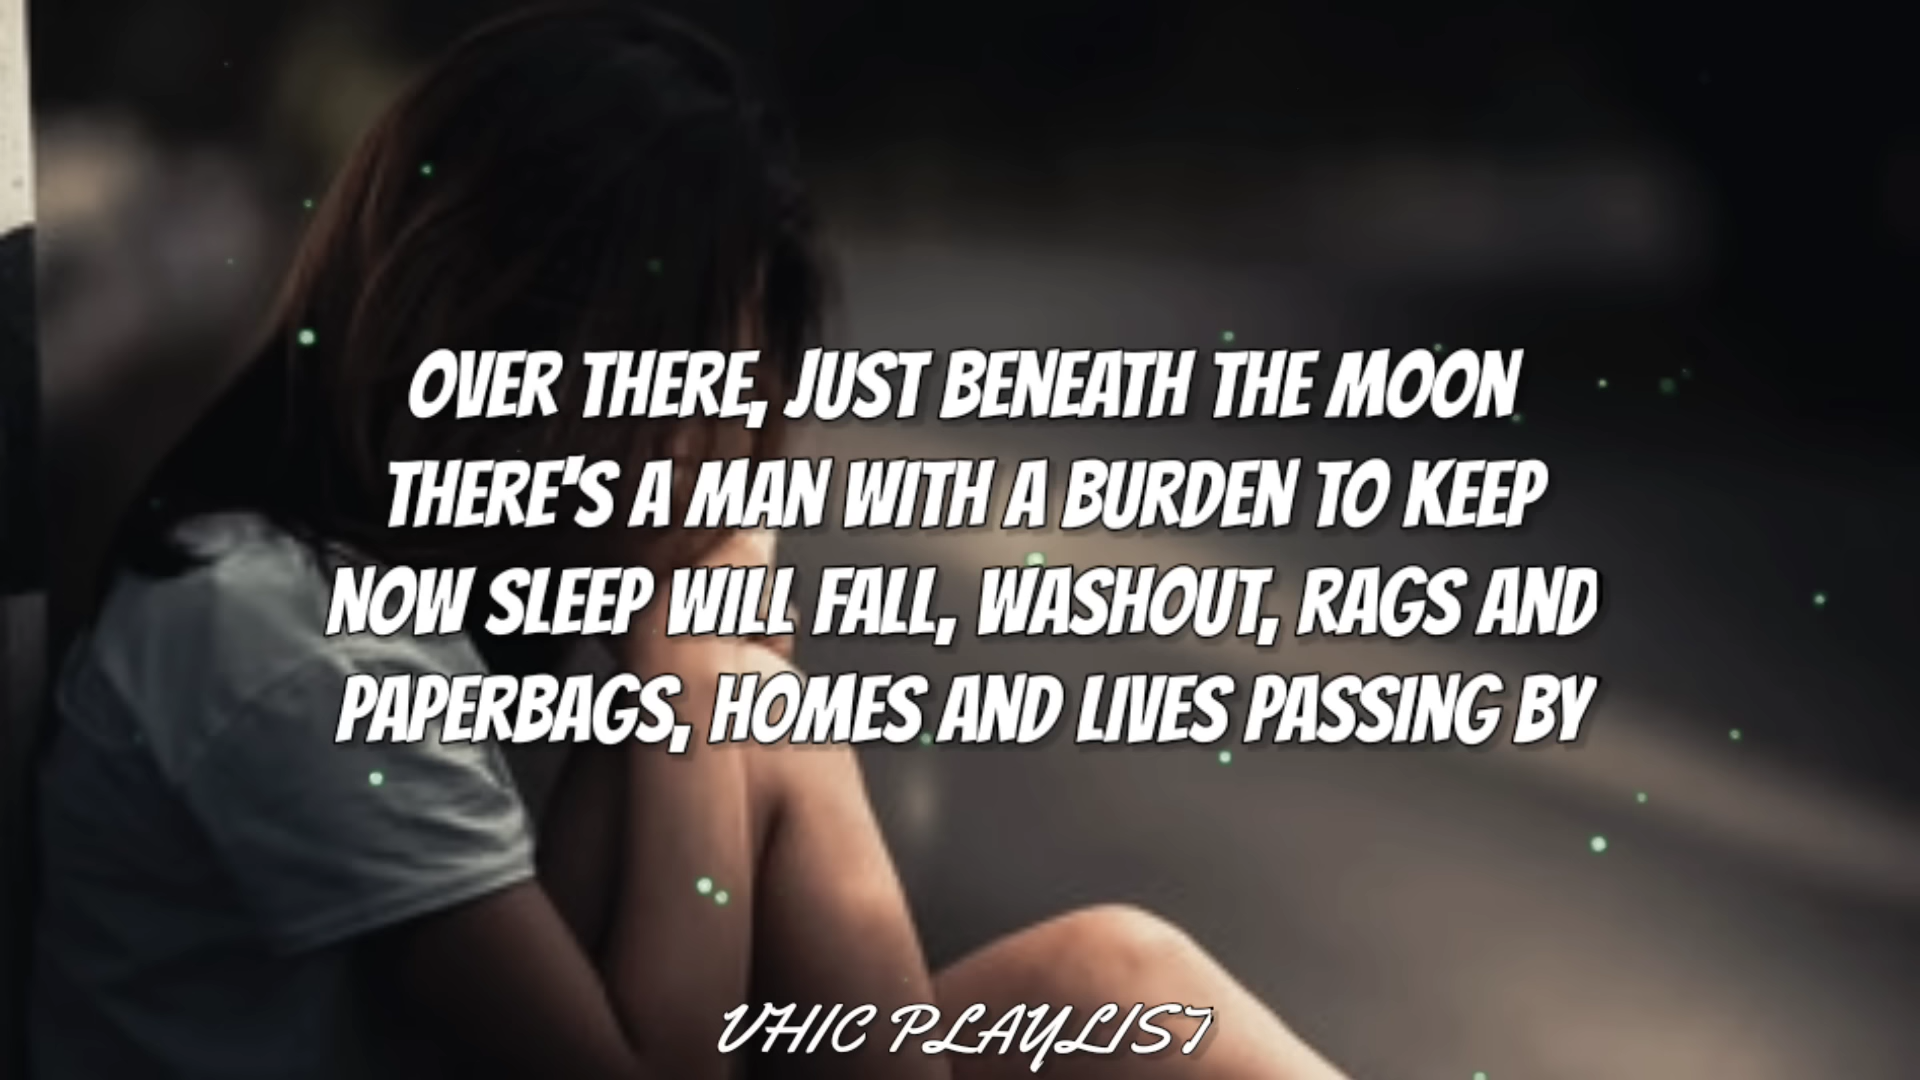 OVER THERE, JUST BENEATH THE MOON
THERE'S A MAN WITH A BURDEN TO KEEP
NOW SLEEP WILL FALL, WASHOUT, RAGS AND
PAPERBAGS, HOMES AND LIVES PASSING BY
VHIC PLAYLIST